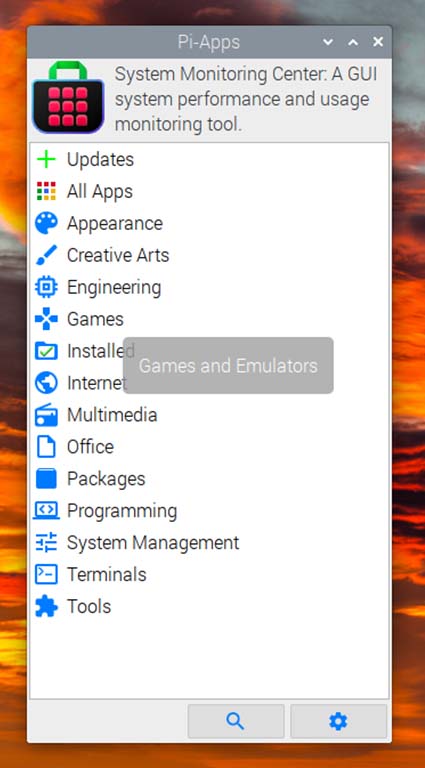 Pi-Apps
System Monitoring Center: A GUI
system performance and usage
monitoring tool.
Updates
All Apps
Appearance
Creative Arts
Engineering
Games
Installed
Games and Emulators
Internet
Multimedia
Office
Packages
Programming
System Management
Terminals
Tools